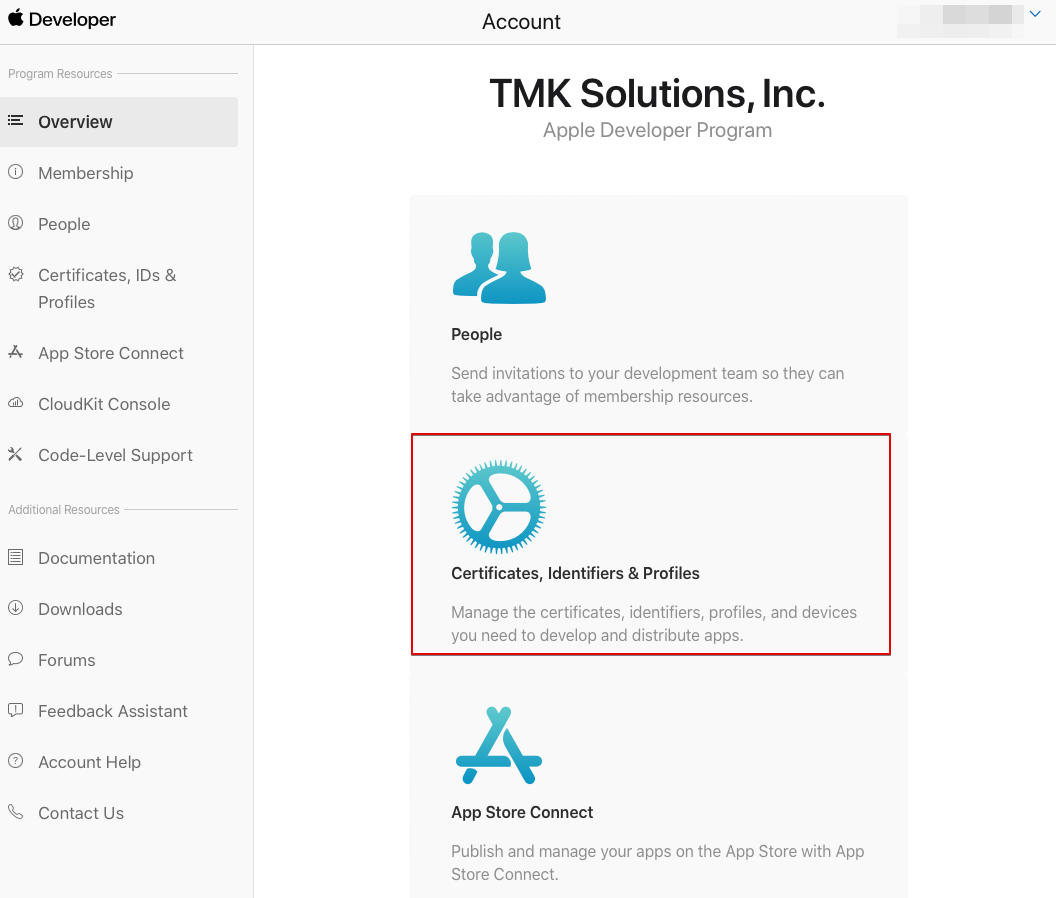 Developer
Account
Program Resources
Overview
Membership
People
Certificates, IDs &
Profiles
App Store Connect
CloudKit Console
Code-Level Support
Additional Resources
Documentation
Downloads
Forums
Feedback Assistant
Account Help
Contact Us
TMK Solutions, Inc.
Apple Developer Program
People
Send invitations to your development team so they can
take advantage of membership resources.
Certificates, Identifiers & Profiles
Manage the certificates, identifiers, profiles, and devices
you need to develop and distribute apps.
App Store Connect
Publish and manage your apps on the App Store with App
Store Connect.